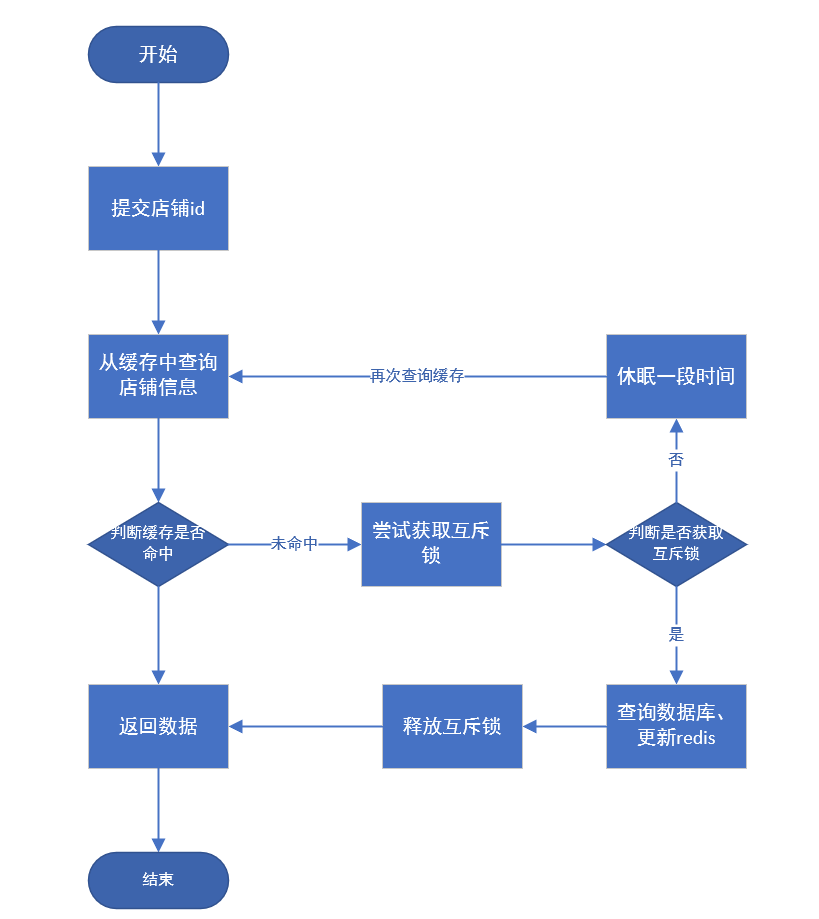 开始
提交店铺id
从缓存中查询
店铺信息
再次查询缓存
休眠一段时间
否
判断缓存是否
命中
未命中
尝试获取互斥
锁
判断是否获取
互斥锁
是
返回数据
释放互斥锁
查询数据库、
更新redis
结束